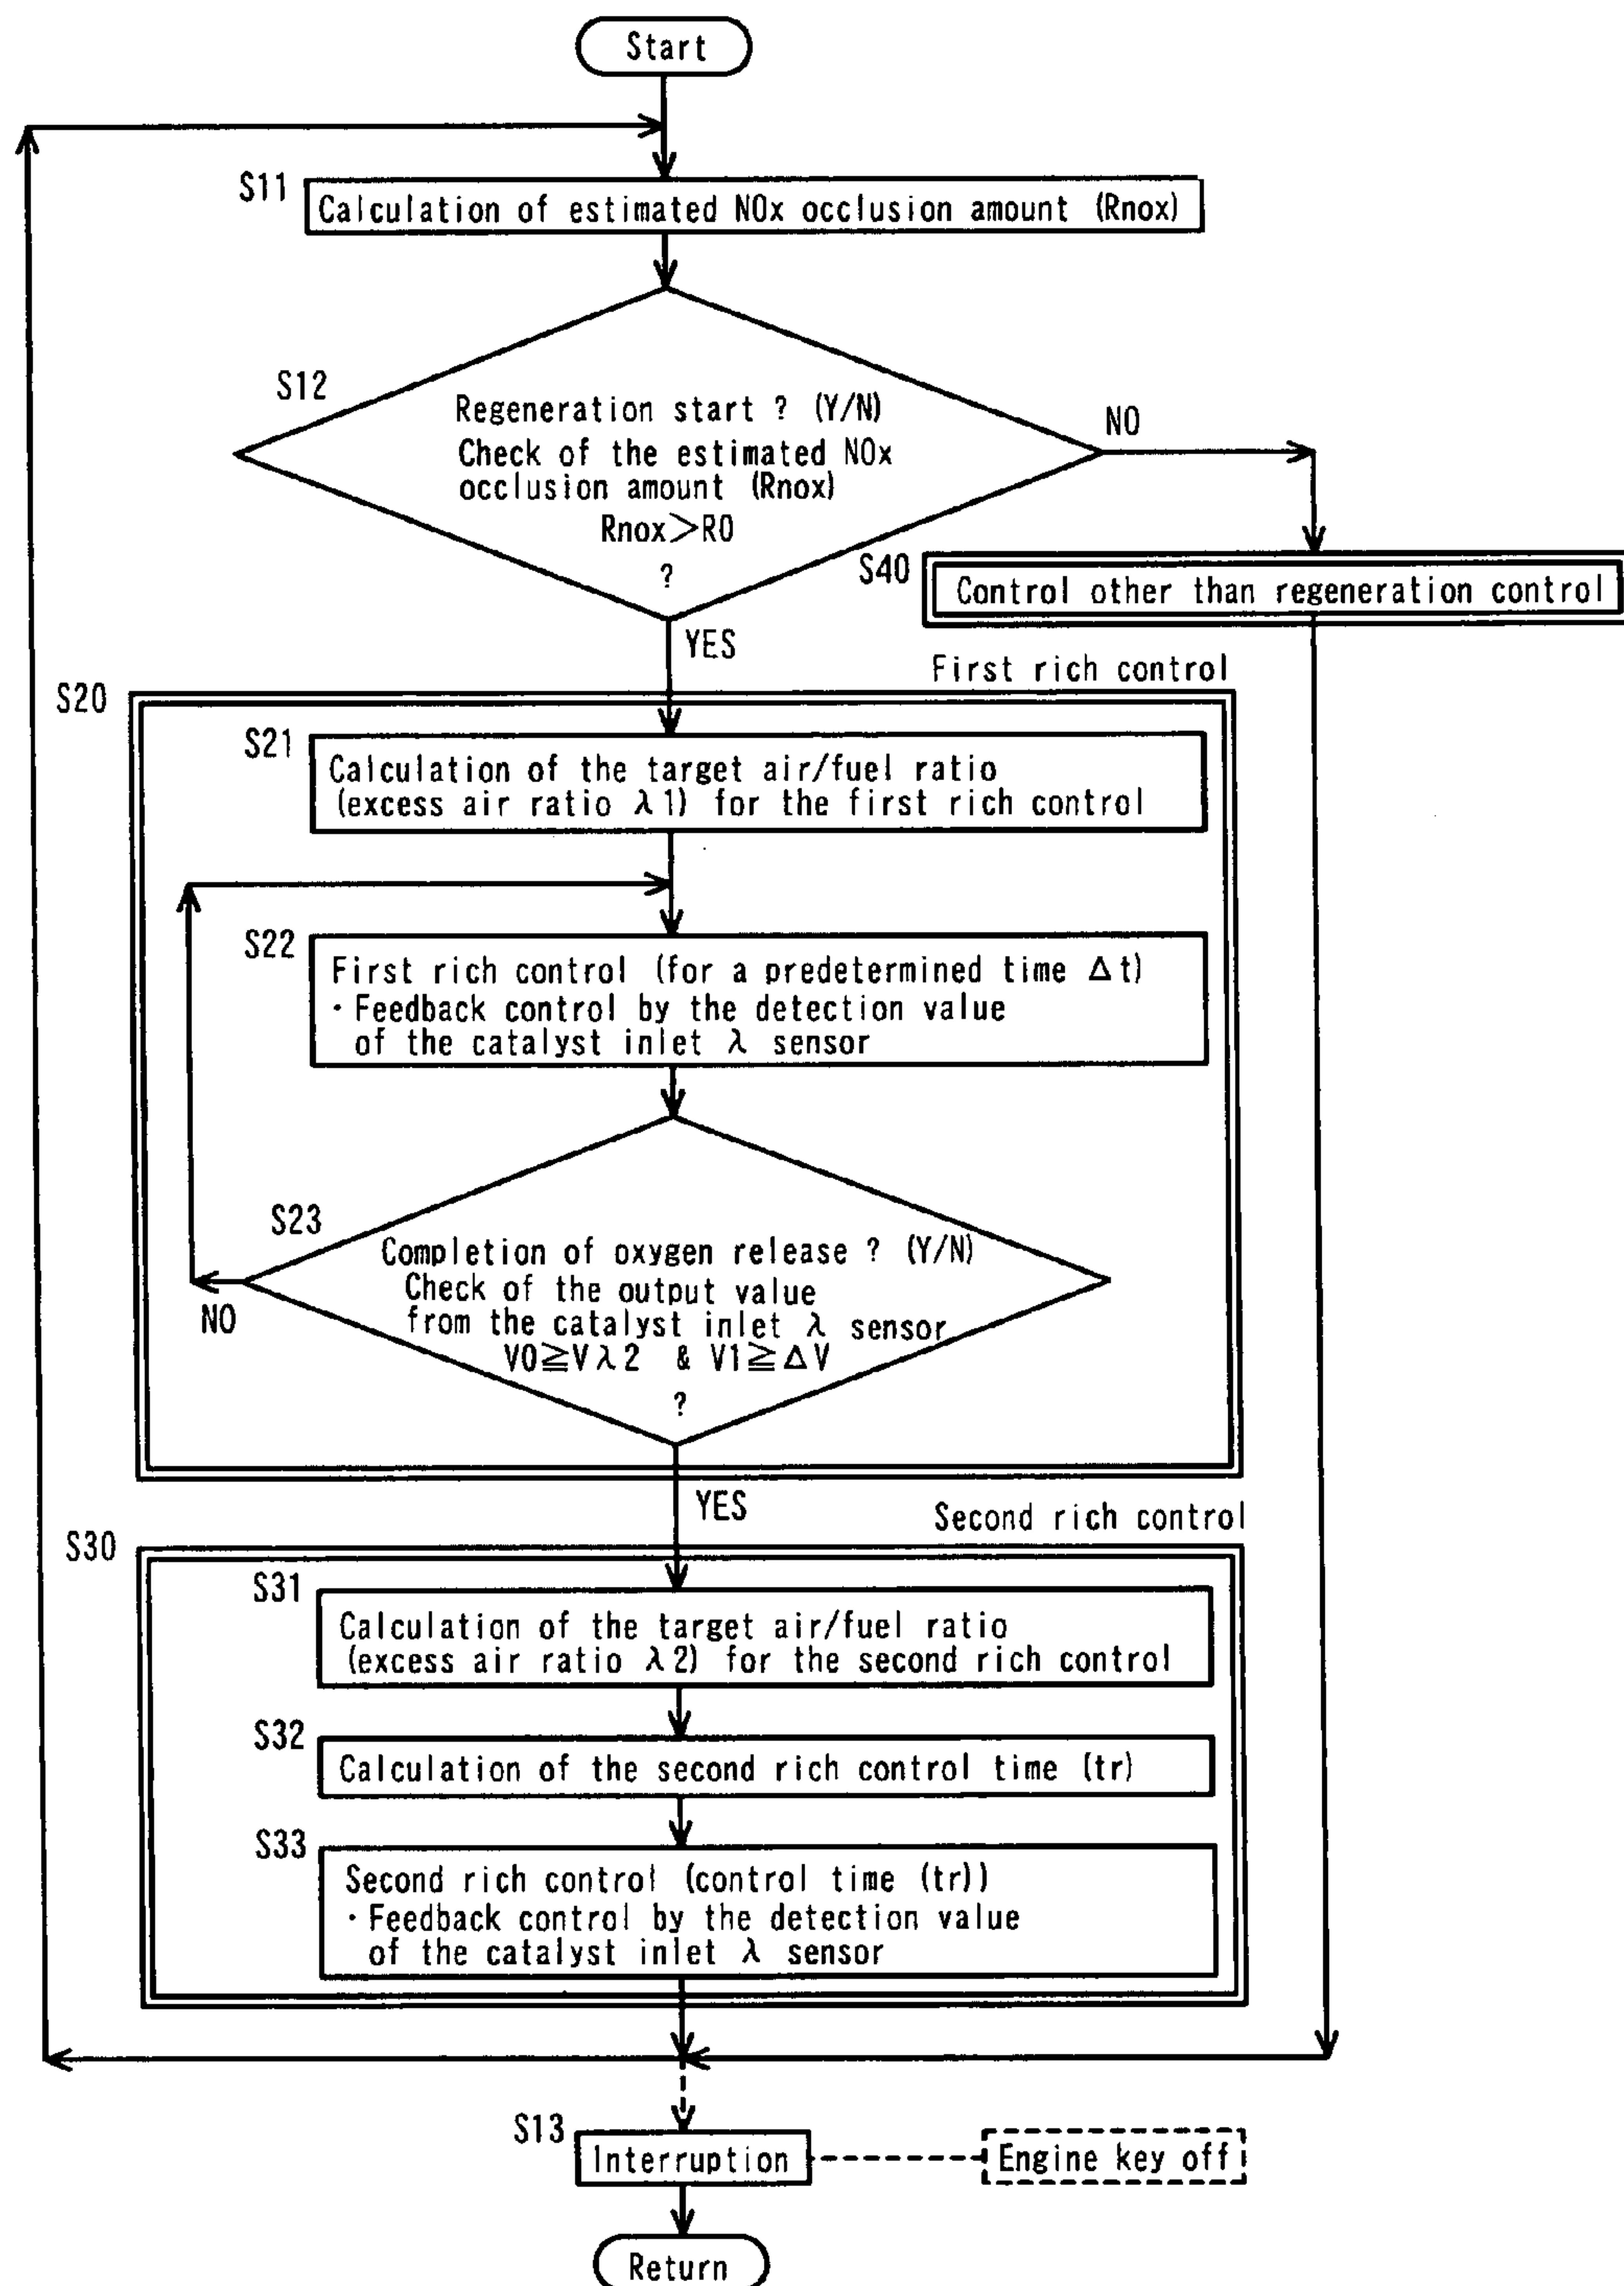 Start
S11
Calculation of estimated NOx occlusion amount (Rnox)
S12
Regeneration start ? (Y/N)
Check of the estimated NOx
occlusion amount (Rnox)
Rnox>R0
?
NO
YES
S40
Control other than regeneration control
First rich control
S20
S21
Calculation of the target air/fuel ratio
(excess air ratio λ1) for the first rich control
S22
First rich control (for a predetermined time Δt)
・Feedback control by the detection value
of the catalyst inlet λ sensor
S23
Completion of oxygen release ? (Y/N)
Check of the output value
from the catalyst inlet λ sensor
V0≧Vλ2 & V1≧ΔV
?
NO
YES
Second rich control
S30
S31
Calculation of the target air/fuel ratio
(excess air ratio λ2) for the second rich control
S32
Calculation of the second rich control time (tr)
S33
Second rich control (control time (tr))
・Feedback control by the detection value
of the catalyst inlet λ sensor
S13
Interruption
Engine key off
Return